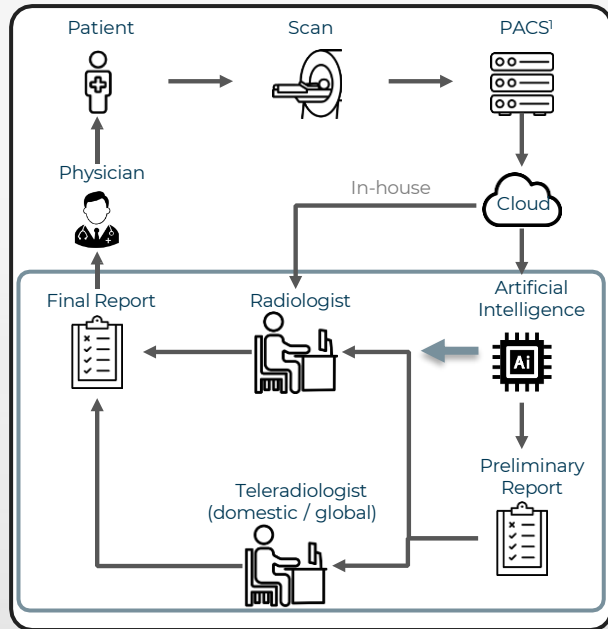 Patient
Scan
PACS¹
Physician
In-house
Cloud
Final Report
Radiologist
Artificial
Intelligence
Ai
Preliminary
Report
Teleradiologist
(domestic / global)